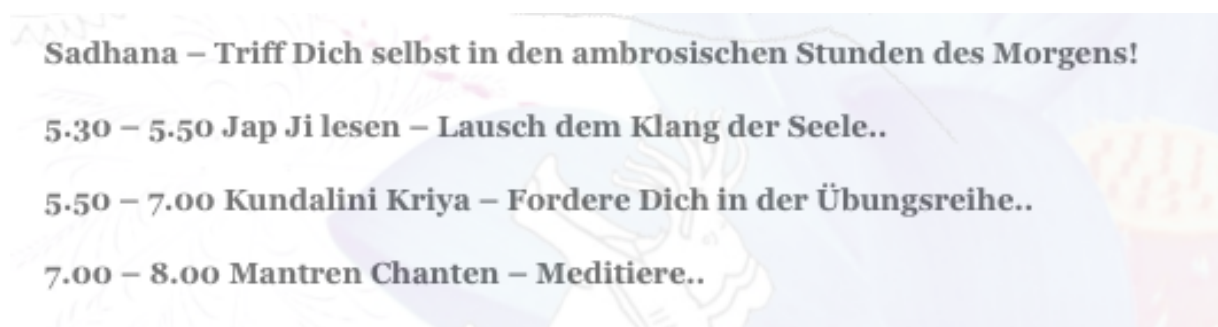 Sadhana – Triff Dich selbst in den ambrosischen Stunden des Morgens!
5.30 – 5.50 Jap Ji lesen – Lausch dem Klang der Seele..
5.50 – 7.00 Kundalini Kriya – Fordere Dich in der Übungsreihe..
7.00 – 8.00 Mantren Chanten – Meditiere..